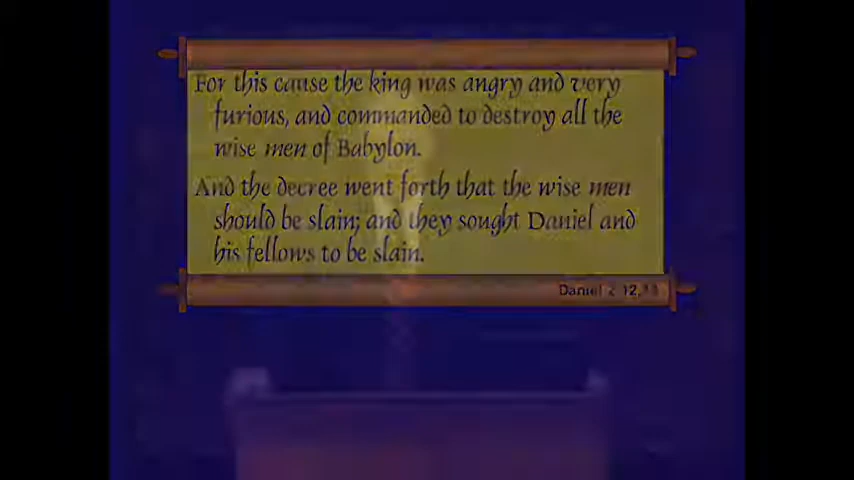 For this cause the king was angry and very
furious, and commanded to destroy all the
wise men of Babylon.
And the decree went forth that the wise men
should be slain; and they sought Daniel and
his fellows to be slain.
Daniel 2 12,13